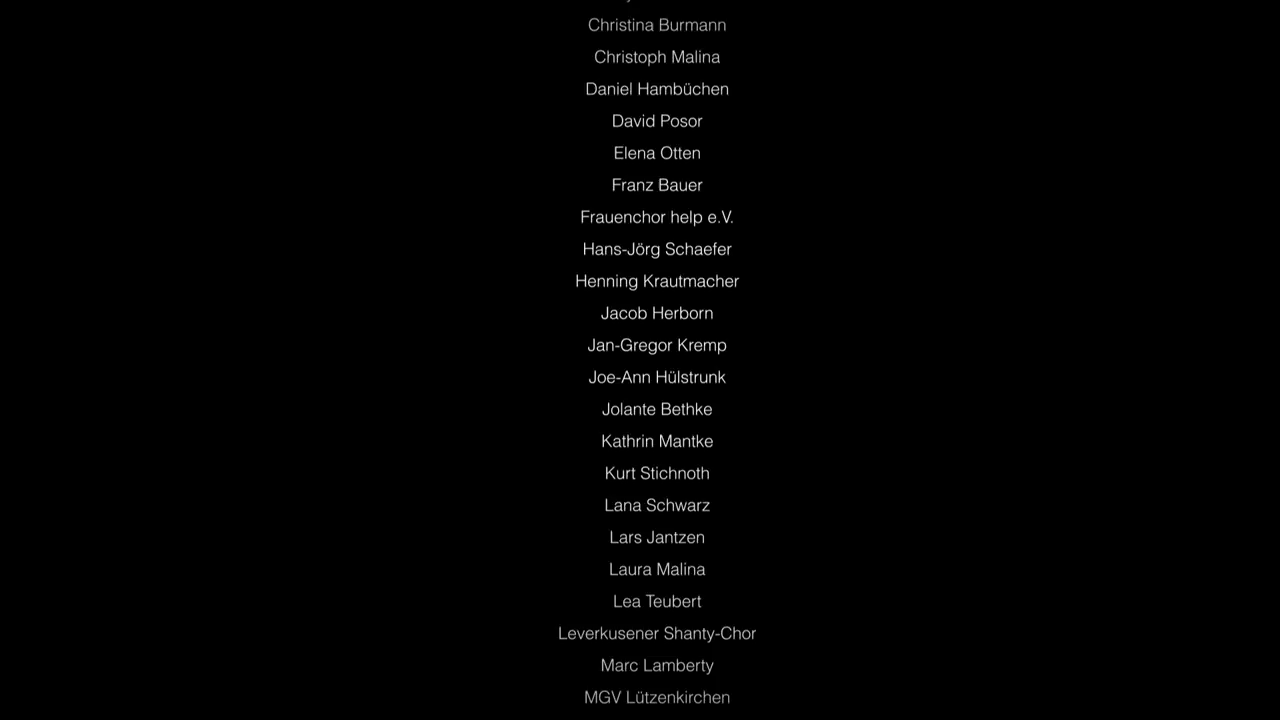 Christina Burmann
Christoph Malina
Daniel Hambüchen
David Posor
Elena Otten
Franz Bauer
Frauenchor help e.V.
Hans-Jörg Schaefer
Henning Krautmacher
Jacob Herborn
Jan-Gregor Kremp
Joe-Ann Hülstrunk
Jolante Bethke
Kathrin Mantke
Kurt Stichnoth
Lana Schwarz
Lars Jantzen
Laura Malina
Lea Teubert
Leverkusener Shanty-Chor
Marc Lamberty
MGV Lützenkirchen